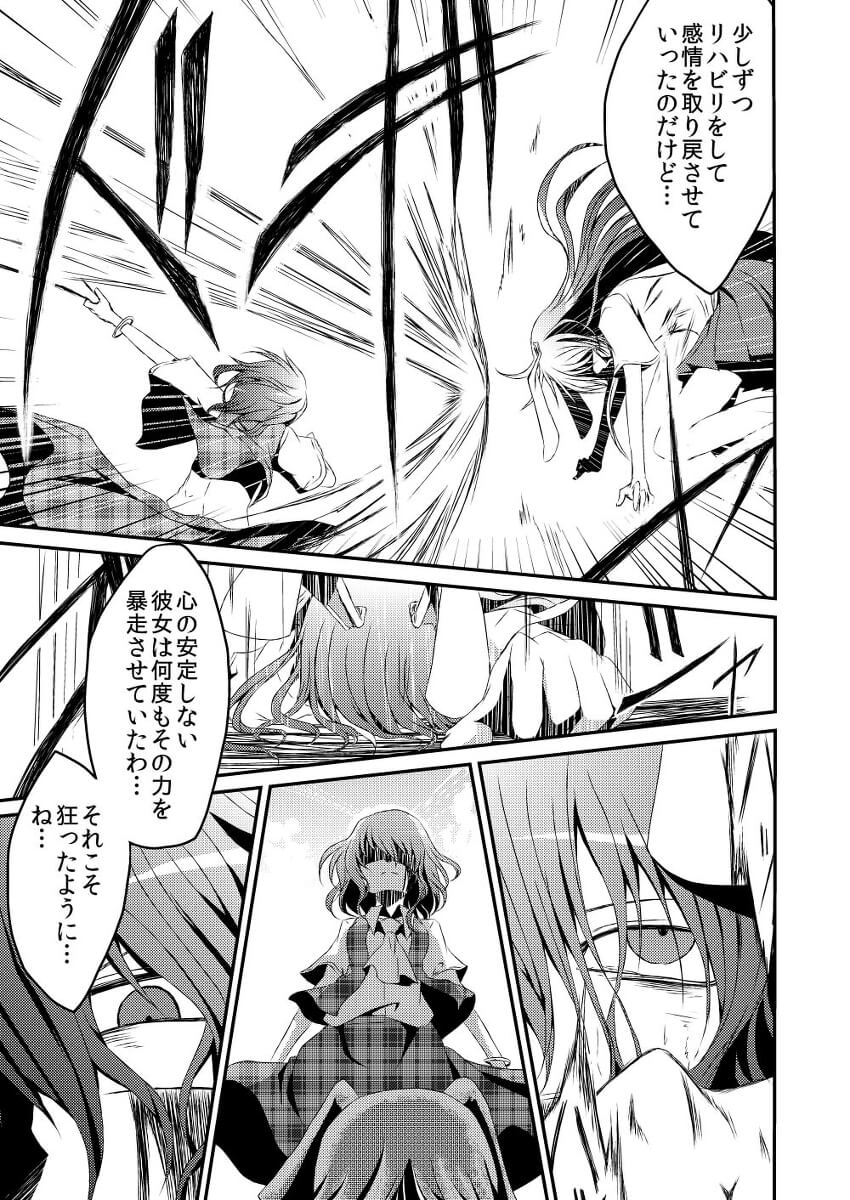 少しずつ
リハビリをして
感情を取り戻させて
いったのだけど…
心の安定しない
彼女は何度もその力を
暴走させていたわ…
それこそ
狂ったように…
ね…